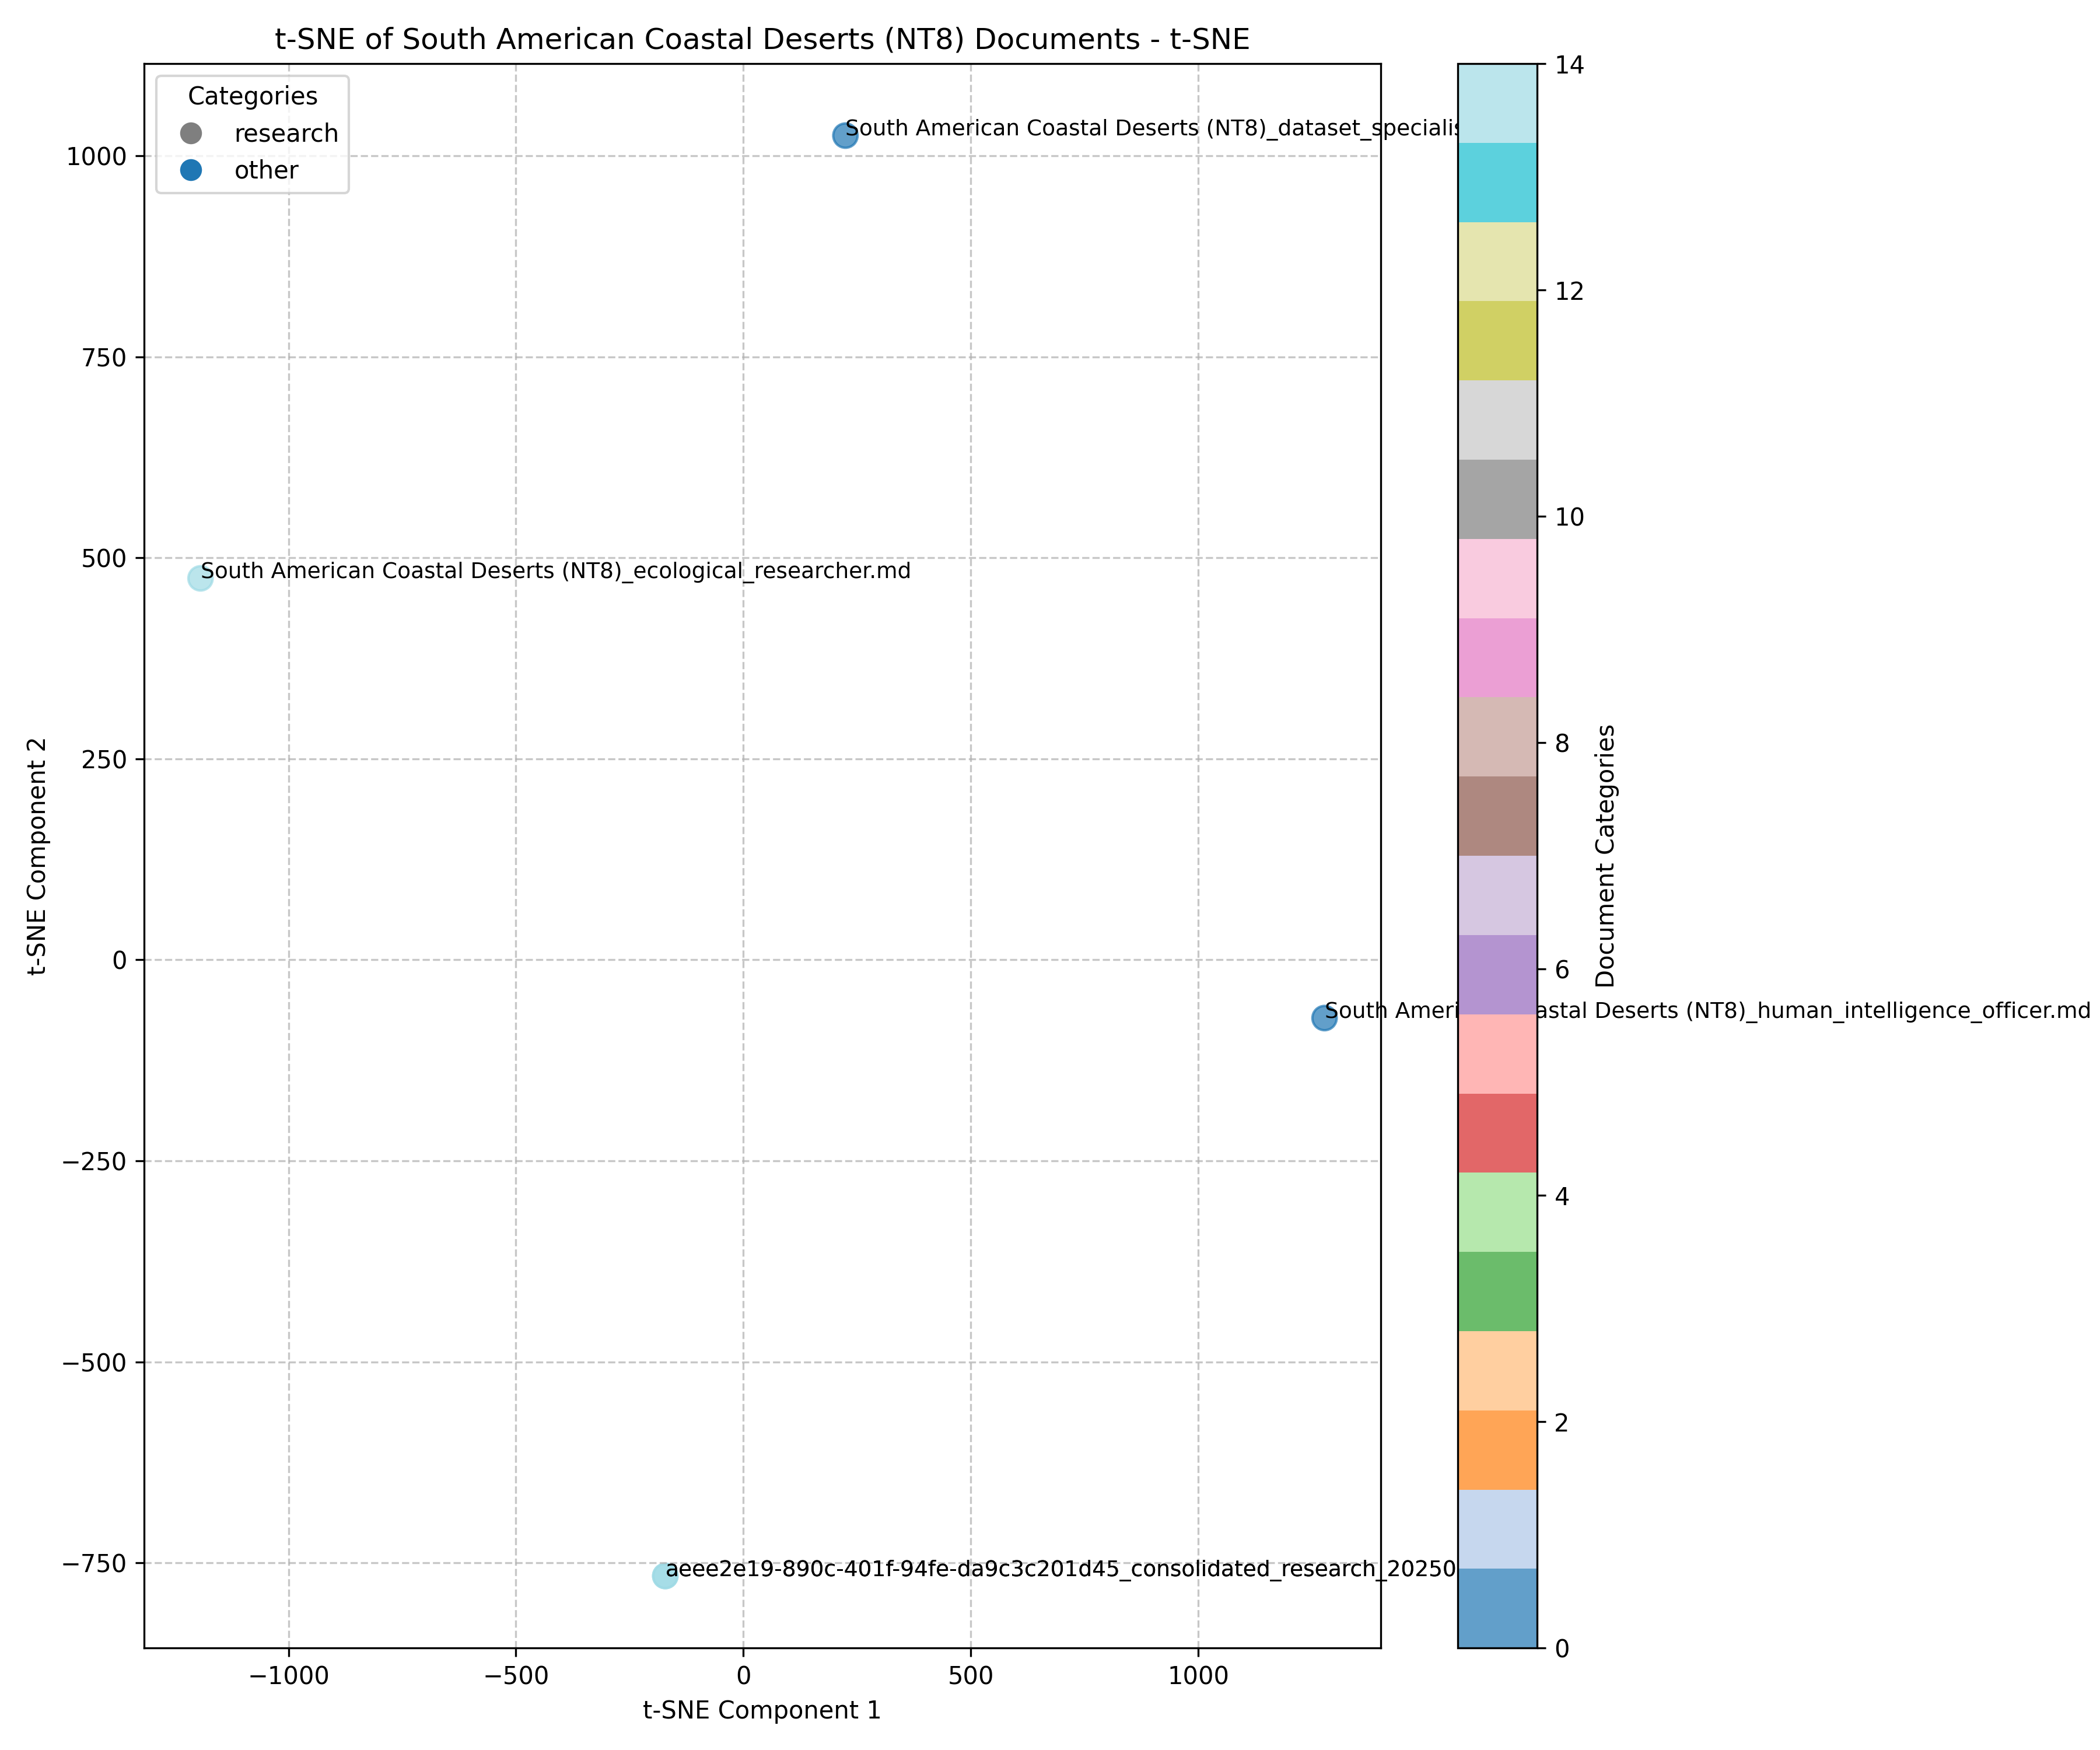 t-SNE of South American Coastal Deserts (NT8) Documents - t-SNE
Categories
research
other
South American Coastal Deserts (NT8)_dataset_specialis
South American Coastal Deserts (NT8)_ecological_researcher.md
South Ameri astal Deserts (NT8)_human_intelligence_officer.md
aeee2e19-890c-401f-94fe-da9c3c201d45_consolidated_research_20250
1000
750
500
250
0
−250
−500
−750
t-SNE Component 2
−1000
−500
0
500
1000
t-SNE Component 1
14
12
10
8
6
4
2
0
Document Categories